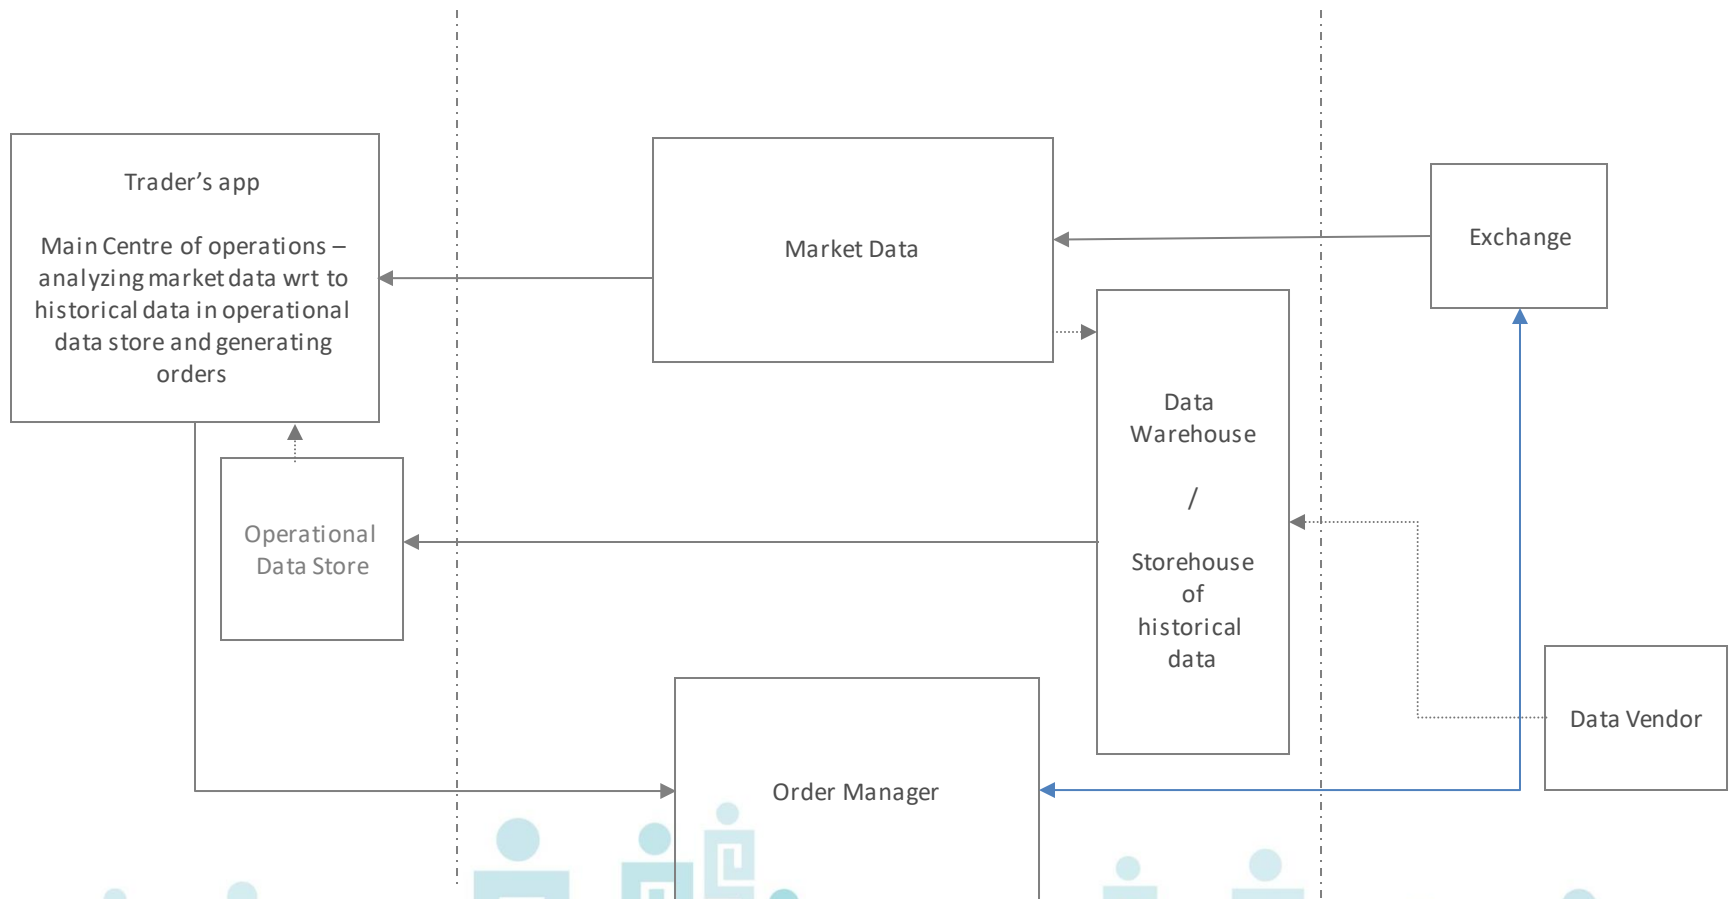 Trader’s app
Main Centre of operations –
analyzing market data wrt to
historical data in operational
data store and generating
orders
Market Data
Exchange
Data
Warehouse
/
Storehouse
of
historical
data
Operational
Data Store
Data Vendor
Order Manager